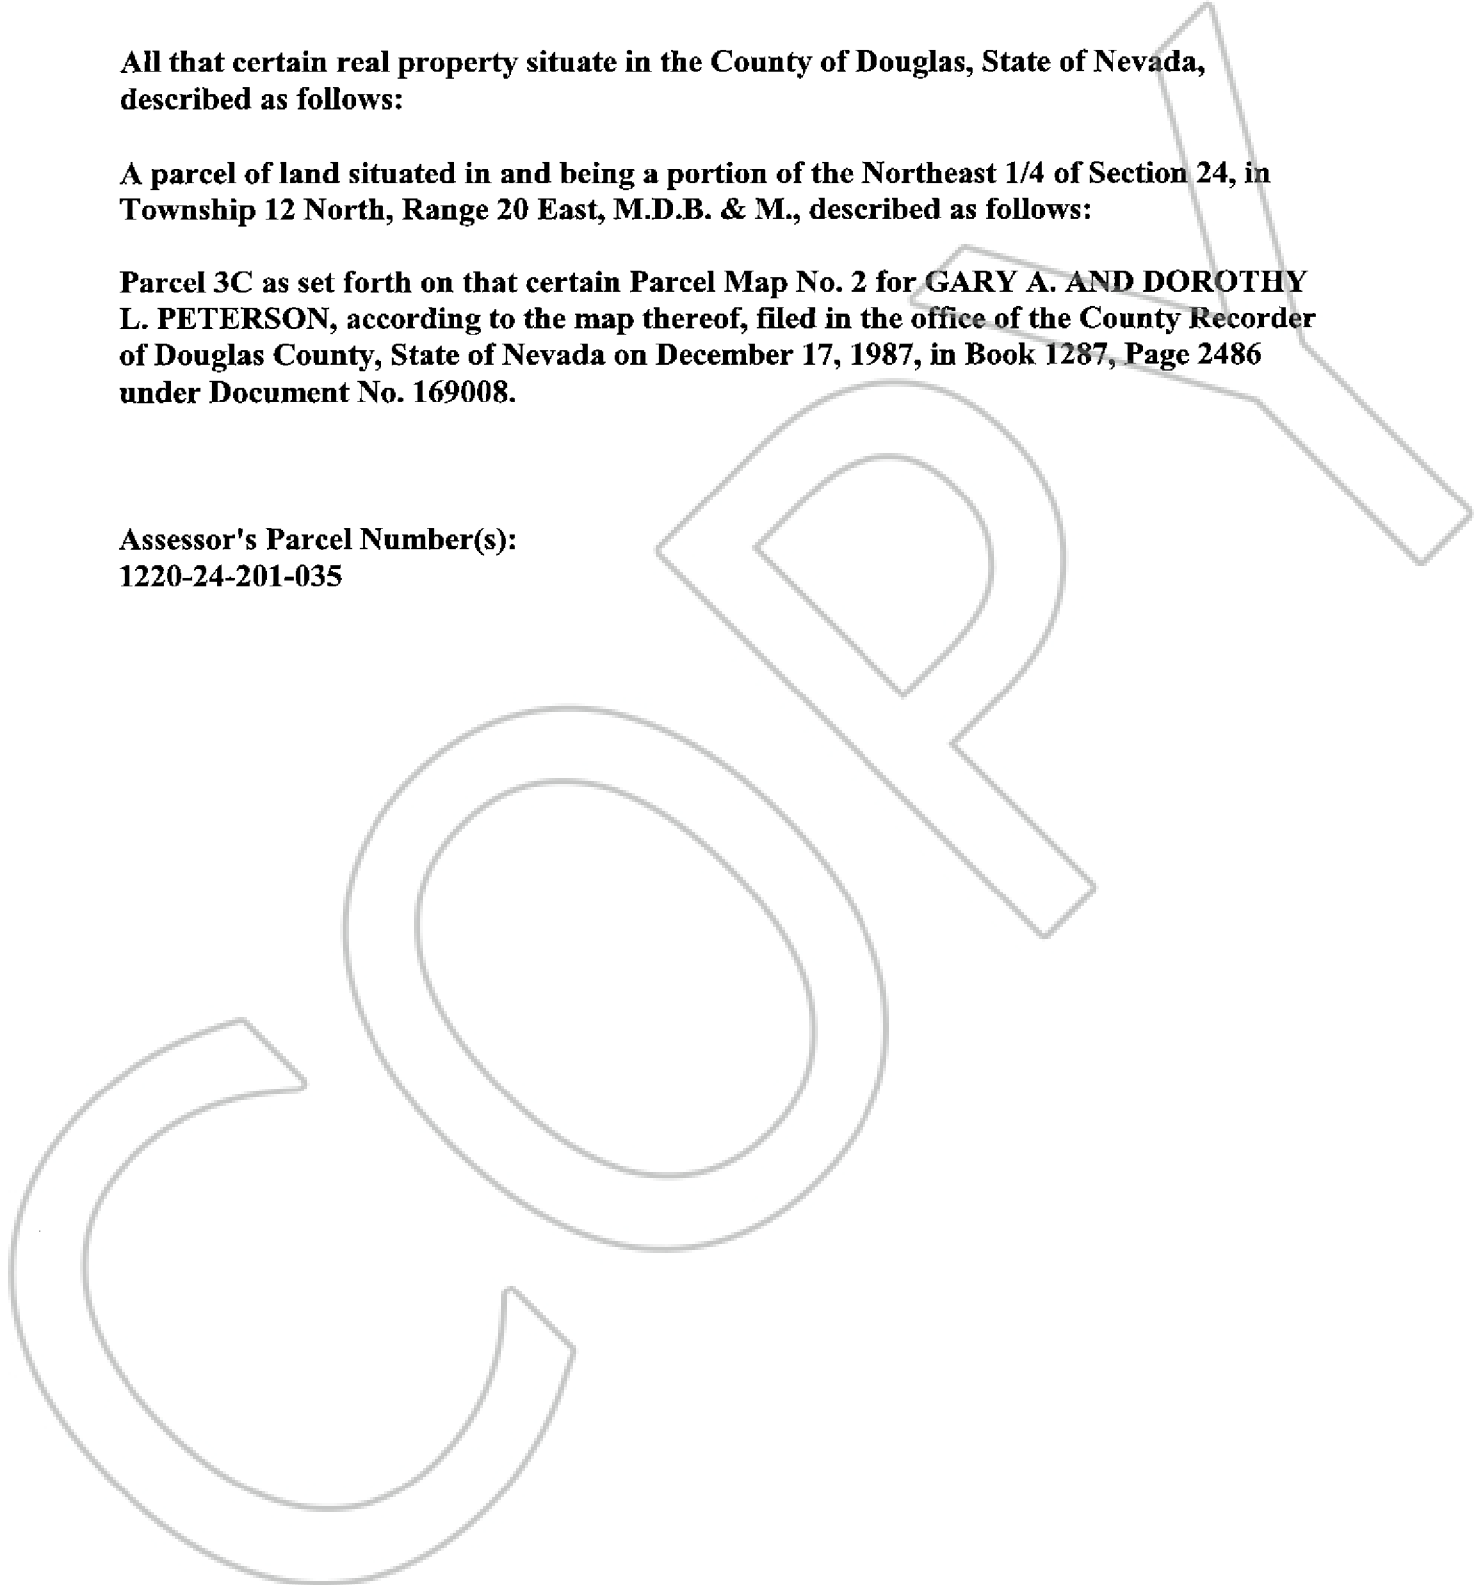 All that certain real property situate in the County of Douglas, State of Nevada,
described as follows:
A parcel of land situated in and being a portion of the Northeast 1/4 of Section 24, in
Township 12 North, Range 20 East, M.D.B. & M., described as follows:
Parcel 3C as set forth on that certain Parcel Map No. 2 for GARY A. AND DOROTHY
L. PETERSON, according to the map thereof, filed in the office of the County Recorder
of Douglas County, State of Nevada on December 17, 1987, in Book 1287, Page 2486
under Document No. 169008.
Assessor's Parcel Number(s):
1220-24-201-035
COPY